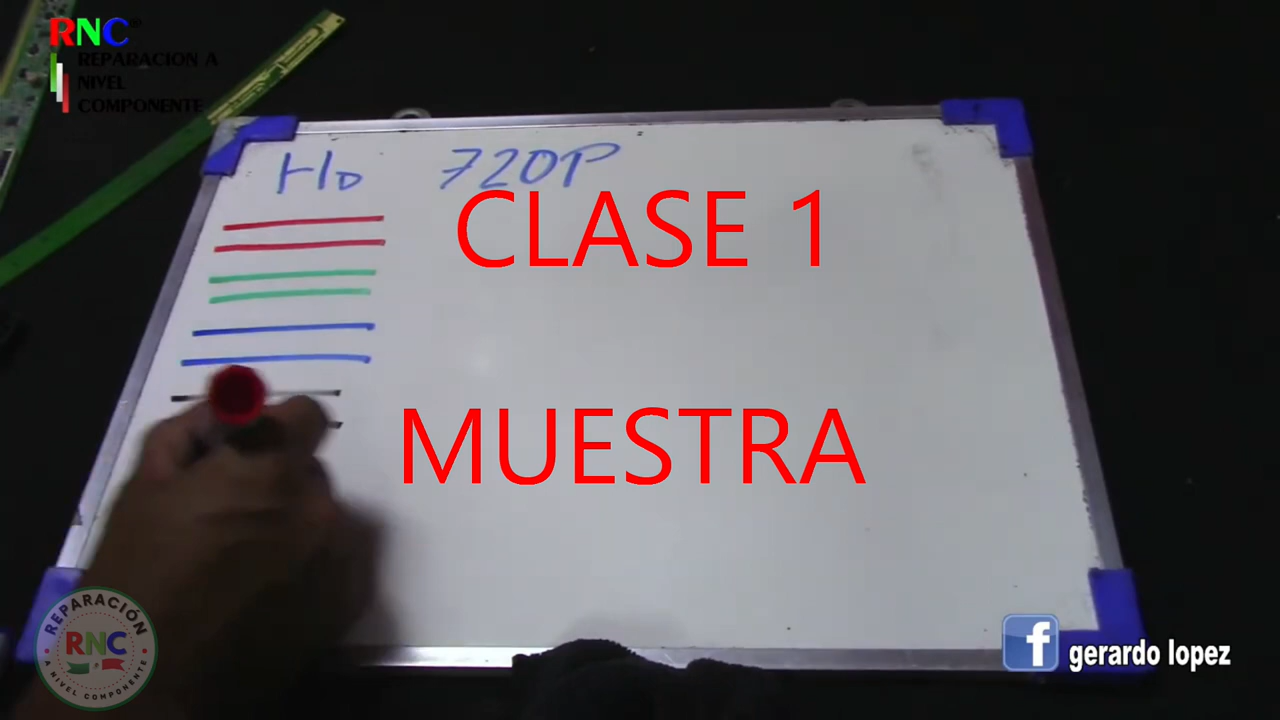 RNC®
REPARACION A
NIVEL
COMPONENTE
HD 720P
CLASE 1
MUESTRA
REPARACIÓN
RNC
A NIVEL COMPONENTE
f gerardo lopez